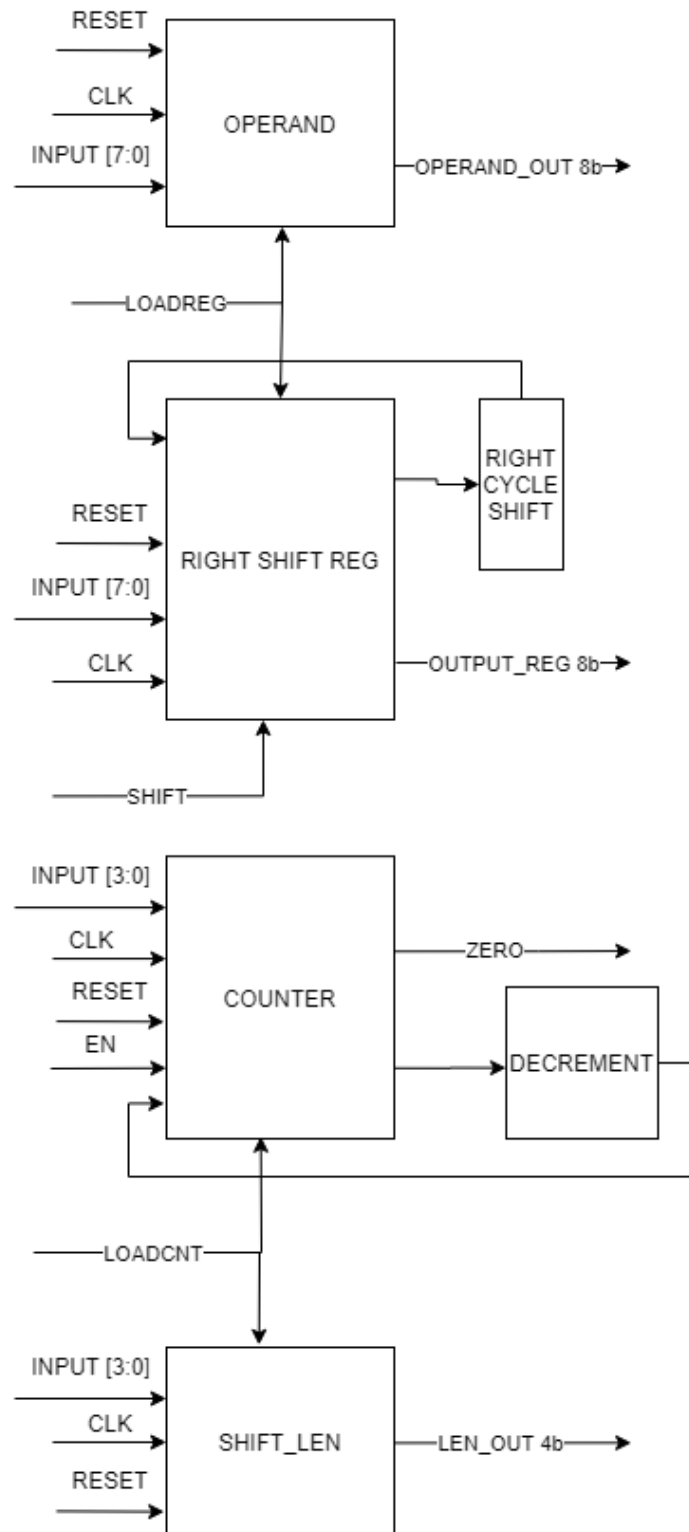 RESET
CLK
OPERAND
INPUT [7:0]
OPERAND_OUT 8b
LOADREG
RIGHT
CYCLE
SHIFT
RESET
RIGHT SHIFT REG
INPUT [7:0]
CLK
OUTPUT_REG 8b
SHIFT
INPUT [3:0]
CLK
ZERO
RESET
COUNTER
EN
DECREMENT
LOADCNT
INPUT [3:0]
CLK
SHIFT_LEN
LEN_OUT 4b
RESET